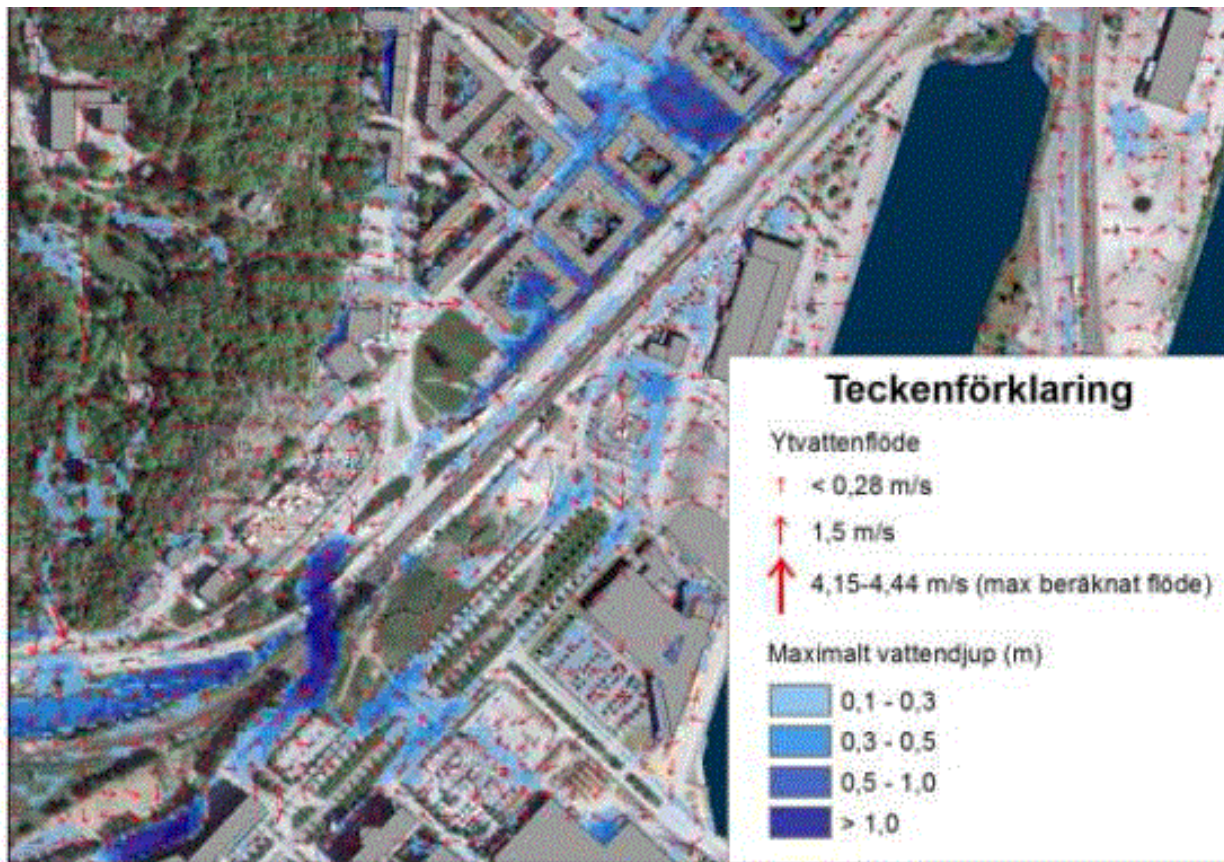 Teckenförklaring
Ytvattenflöde
< 0,28 m/s
1,5 m/s
4,15-4,44 m/s (max beräknat flöde)
Maximalt vattendjup (m)
0,1 - 0,3
0,3 - 0,5
0,5 - 1,0
> 1,0